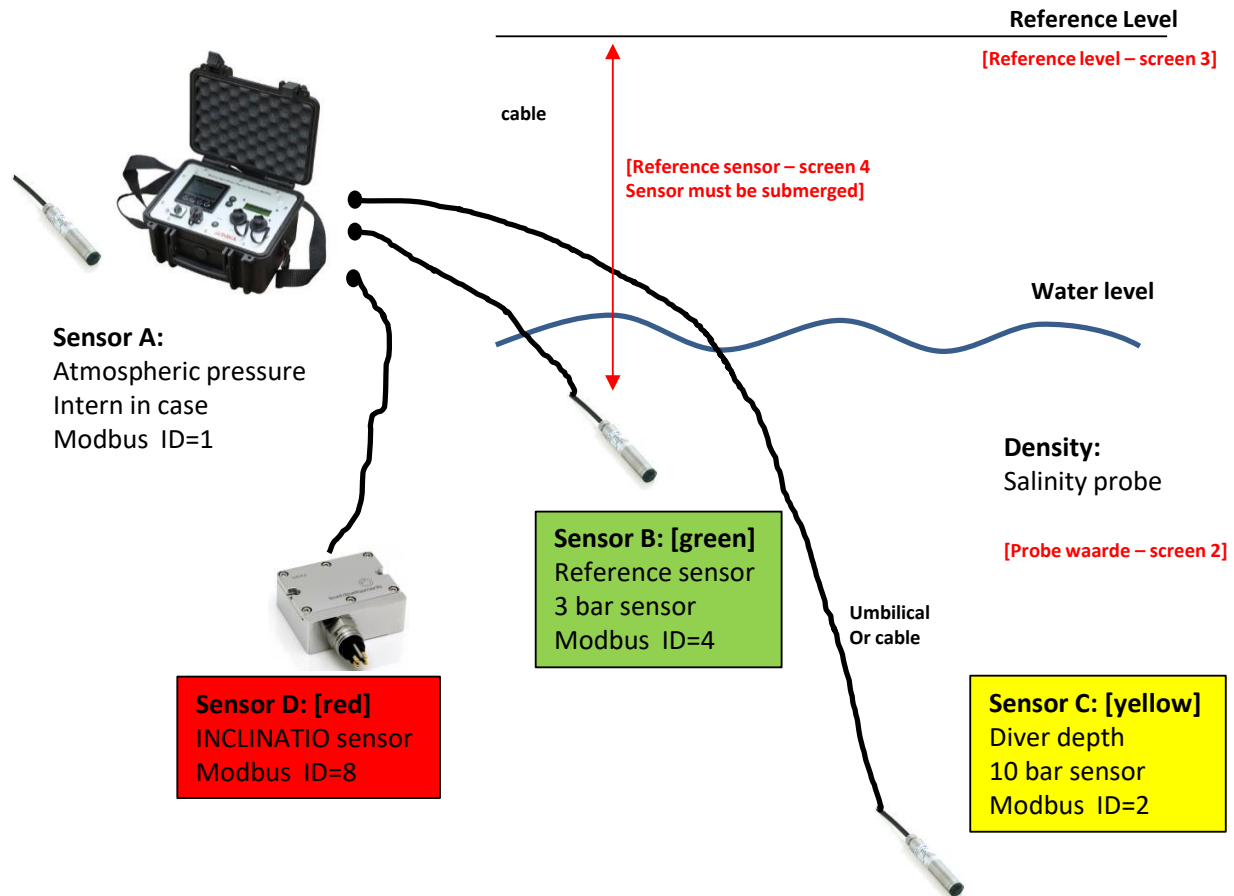 Reference Level
[Reference level – screen 3]
cable
[Reference sensor – screen 4
Sensor must be submerged]
Water level
Sensor A:
Atmospheric pressure
Intern in case
Modbus ID=1
Density:
Salinity probe
[Probe waarde – screen 2]
Sensor B: [green]
Reference sensor
3 bar sensor
Modbus ID=4
Umbilical
Or cable
Sensor D: [red]
INCLINATIO sensor
Modbus ID=8
Sensor C: [yellow]
Diver depth
10 bar sensor
Modbus ID=2